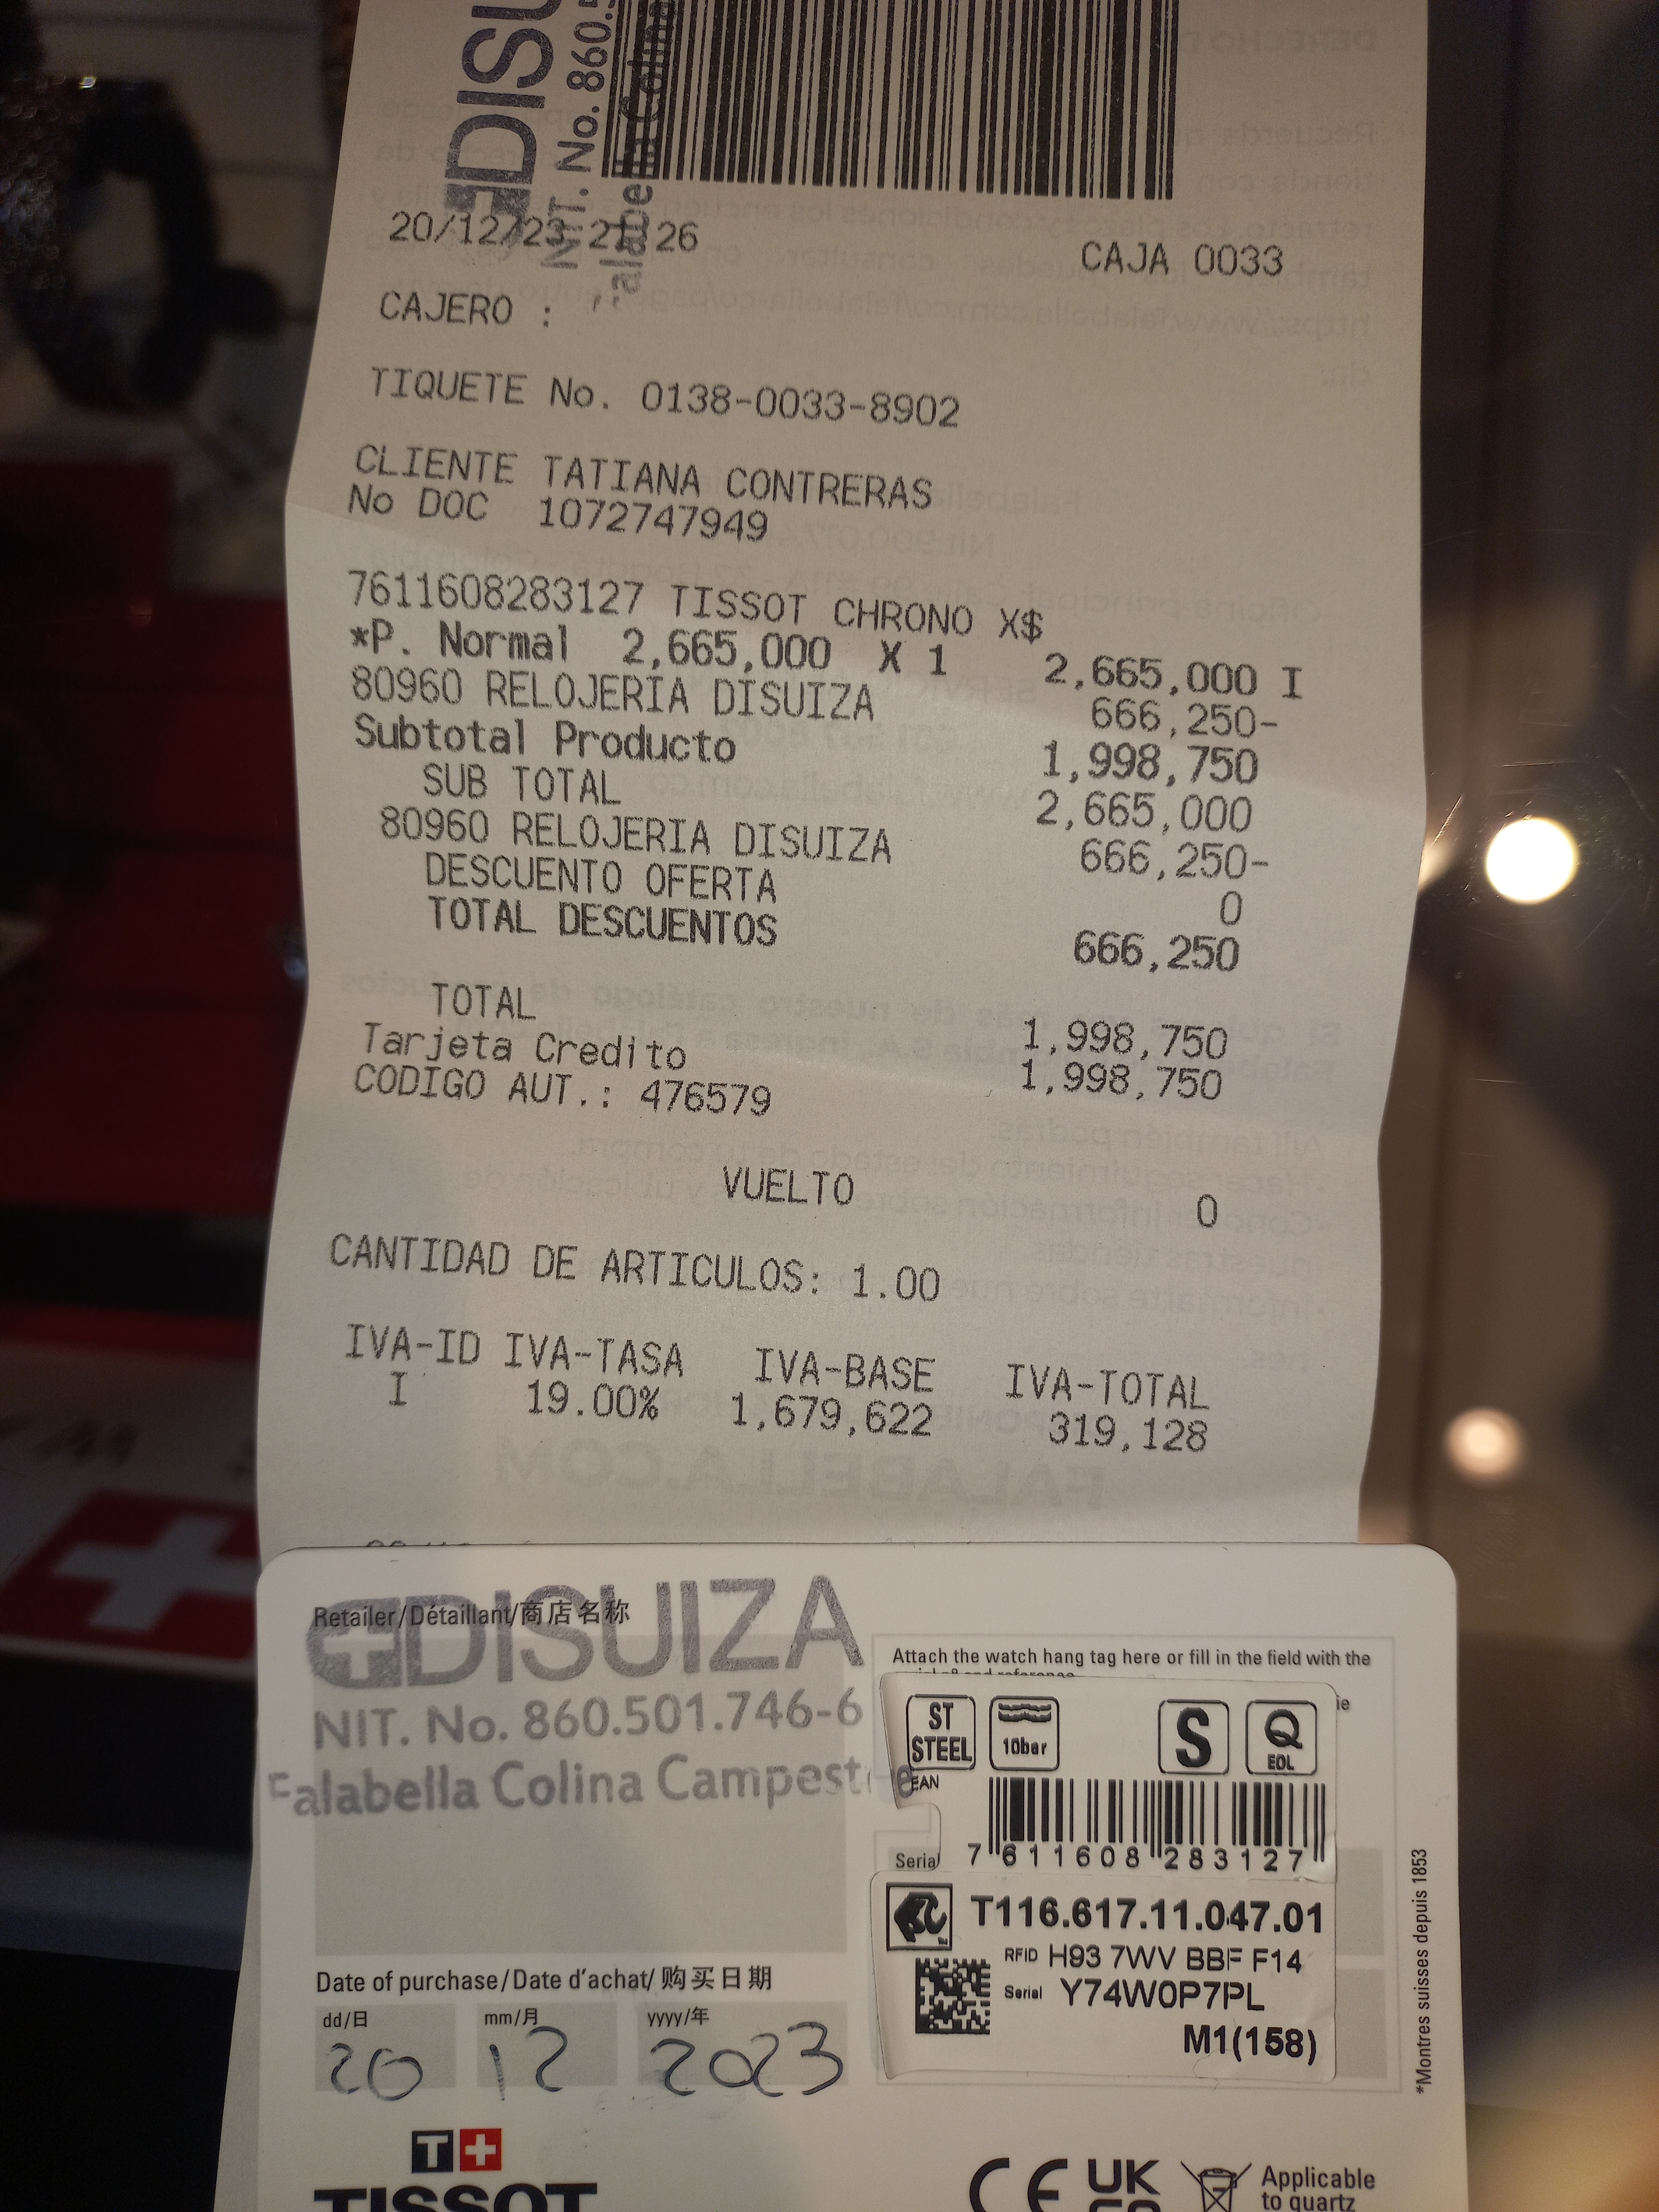 DISU
NIT. No. 860.5
Falabella Colina
20/12/23 21:26
CAJA 0033
CAJERO :
TIQUETE No. 0138-0033-8902
CLIENTE TATIANA CONTRERAS
No DOC 1072747949
7611608283127 TISSOT CHRONO X$
*P. Normal 2,665,000 X 1 2,665,000 I
80960 RELOJERIA DISUIZA 666,250-
Subtotal Producto 1,998,750
SUB TOTAL 2,665,000
80960 RELOJERIA DISUIZA 666,250-
DESCUENTO OFERTA 0
TOTAL DESCUENTOS 666,250
TOTAL 1,998,750
Tarjeta Credito 1,998,750
CODIGO AUT.: 476579
VUELTO 0
CANTIDAD DE ARTICULOS: 1.00
IVA-ID IVA-TASA IVA-BASE IVA-TOTAL
I 19.00% 1,679,622 319,128
FALABELLA.COM
Retailer/Détaillant/商店名称
DISUIZA
NIT. No. 860.501.746-6
Falabella Colina Campestre
Attach the watch hang tag here or fill in the field with the
ST STEEL
10bar
S
Q EOL
EAN
7 611608 283127
Serial
T116.617.11.047.01
RFID H93 7WV BBF F14
Serial Y74W0P7PL
M1(158)
*Montres suisses depuis 1853
Date of purchase/Date d'achat/购买日期
dd/日 mm/月 yyyy/年
20 12 2023
T+
TISSOT
CE UK
Applicable
to quartz